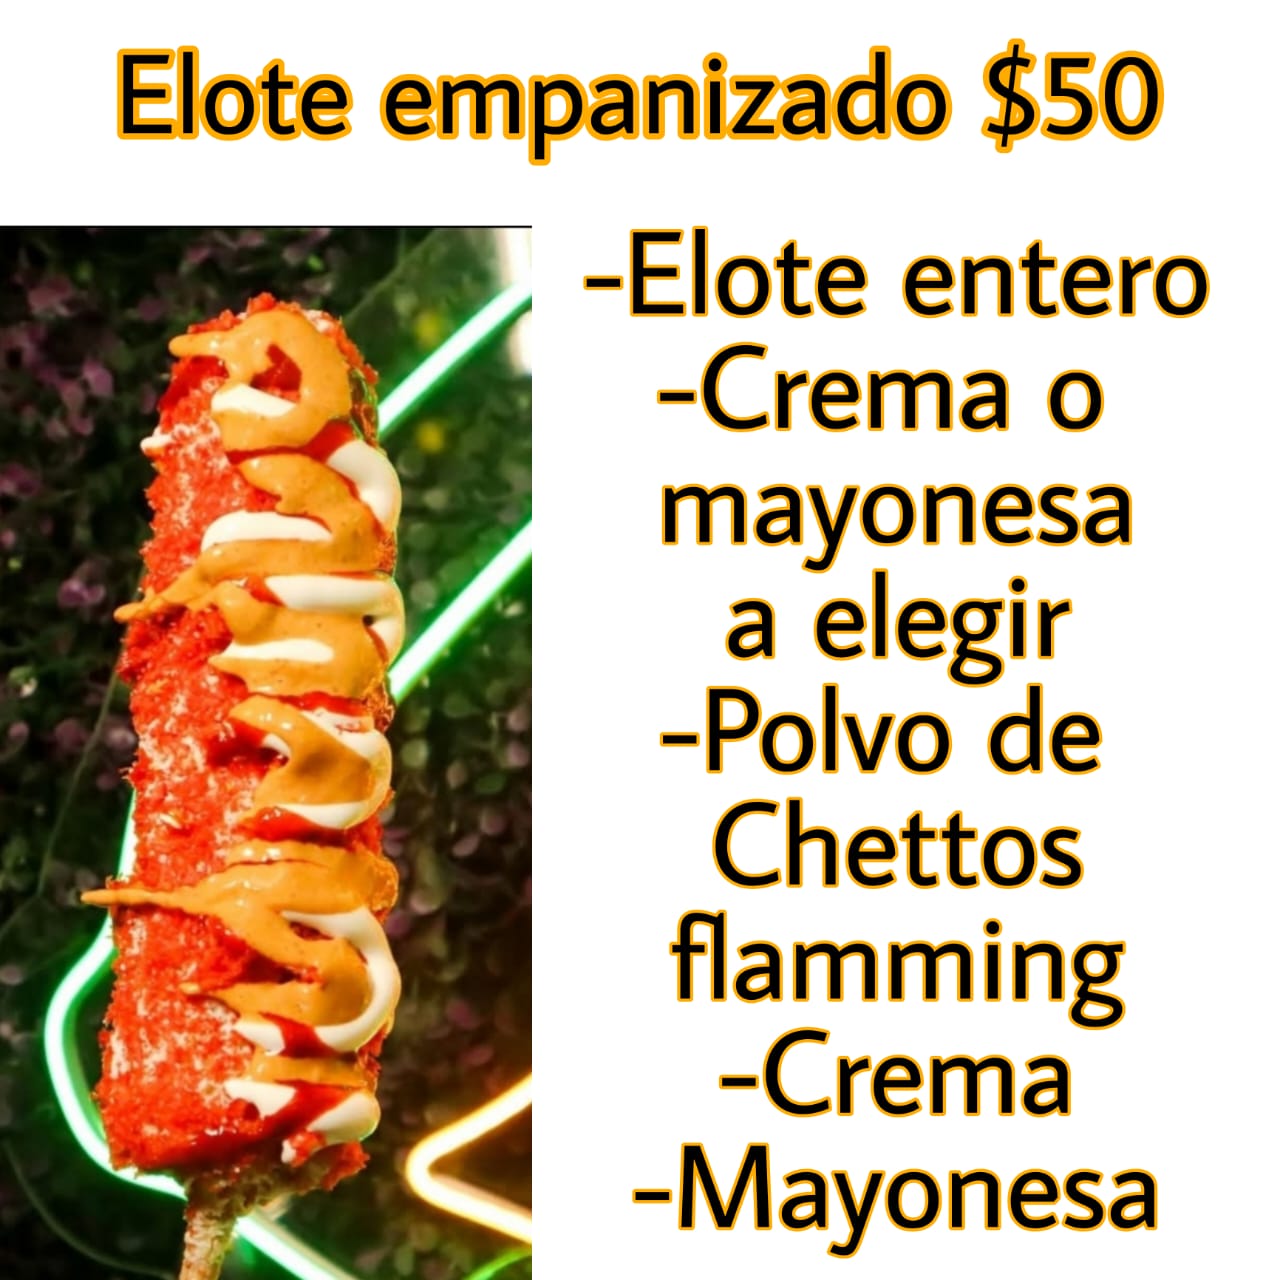 Elote empanizado $50
-Elote entero
-Crema o
mayonesa
a elegir
-Polvo de
Chettos
flamming
-Crema
-Mayonesa